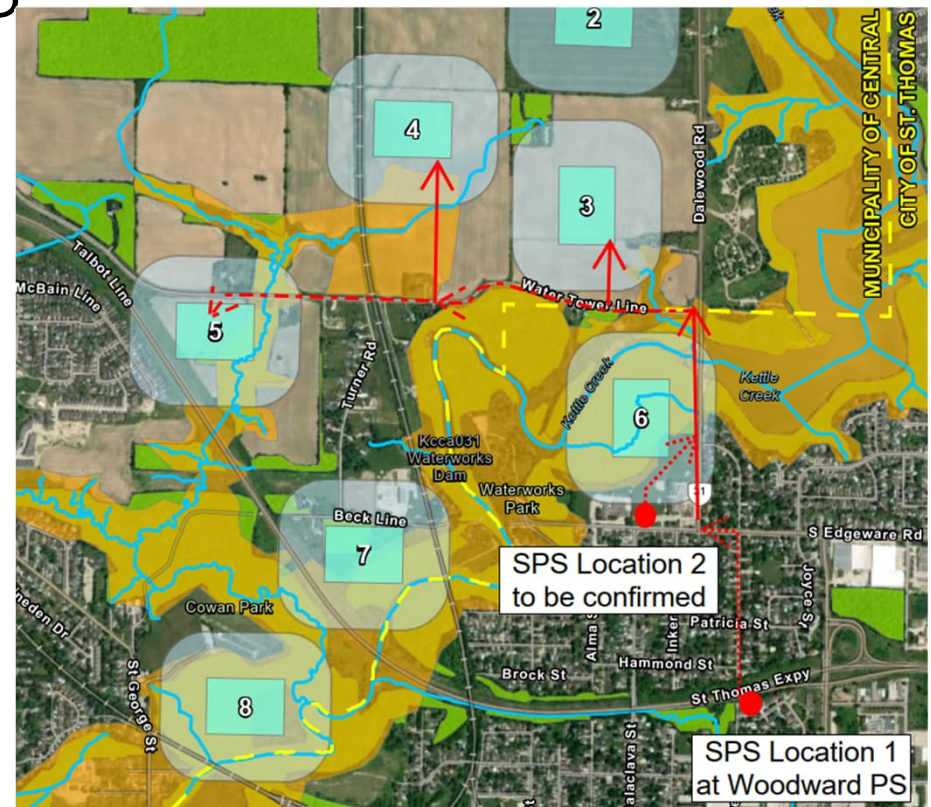 2
MUNICIPALITY OF CENTRAL
CITY OF ST. THOMAS
4
Dalewood Rd
3
Talbot Line
McBain Line
Water Tower Line
5
Turner Rd
Kettle Creek
Kettle
Creek
6
Kcca031
Waterworks
Dam
Waterworks
Park
Beck Line
S Edgeware Rd
7
SPS Location 2
to be confirmed
Joyce St
Cowan Park
Alma S
Inker
Patricia St
Hammond St
Brock St
St Thomas Expy
St. George St
8
SPS Location 1
at Woodward PS